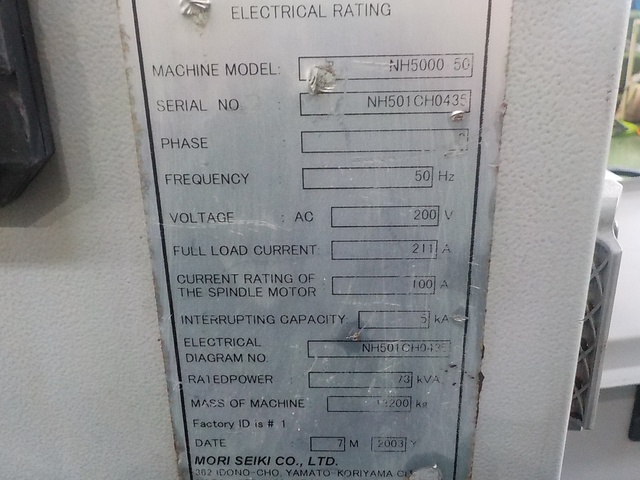 ELECTRICAL RATING
MACHINE MODEL: NH5000 50
SERIAL NO NH501CH0435
PHASE
FREQUENCY 50 Hz
VOLTAGE : AC 200 V
FULL LOAD CURRENT: 211 A
CURRENT RATING OF
THE SPINDLE MOTOR 100 A
INTERRUPTING CAPACITY 5 kA
ELECTRICAL
DIAGRAM NO. NH501CH0435
RATEDPOWER : 73 kVA
MASS OF MACHINE kg
Factory ID is # 1
DATE 7 M 2003 Y
MORI SEIKI CO., LTD.
362 IDONO-CHO, YAMATO-KORIYAMA